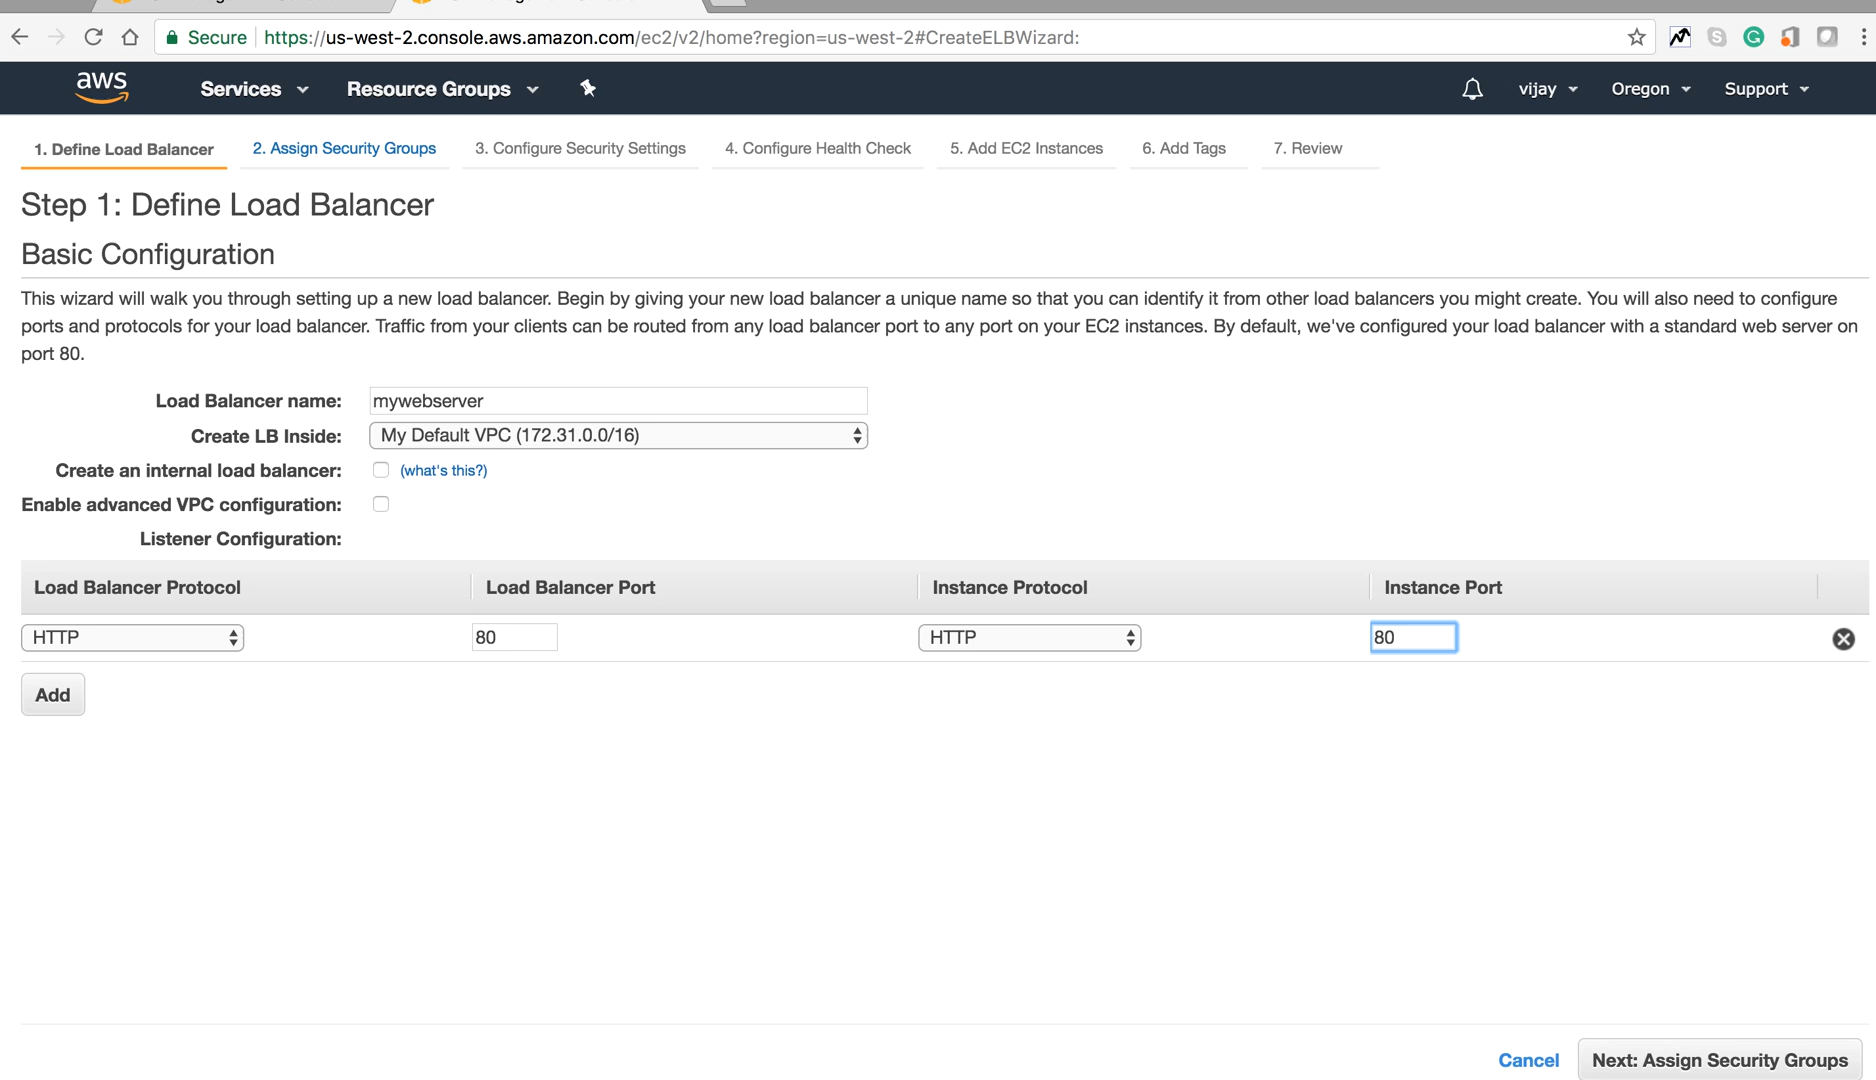 Secure https://us-west-2.console.aws.amazon.com/ec2/v2/home?region=us-west-2#CreateELBWizard:
aws Services Resource Groups vijay Oregon Support
1. Define Load Balancer 2. Assign Security Groups 3. Configure Security Settings 4. Configure Health Check 5. Add EC2 Instances 6. Add Tags 7. Review
Step 1: Define Load Balancer
Basic Configuration
This wizard will walk you through setting up a new load balancer. Begin by giving your new load balancer a unique name so that you can identify it from other load balancers you might create. You will also need to configure
ports and protocols for your load balancer. Traffic from your clients can be routed from any load balancer port to any port on your EC2 instances. By default, we've configured your load balancer with a standard web server on
port 80.
Load Balancer name: mywebserver
Create LB Inside: My Default VPC (172.31.0.0/16)
Create an internal load balancer: (what's this?)
Enable advanced VPC configuration:
Listener Configuration:
Load Balancer Protocol Load Balancer Port Instance Protocol Instance Port
HTTP 80 HTTP 80
Add
Cancel Next: Assign Security Groups